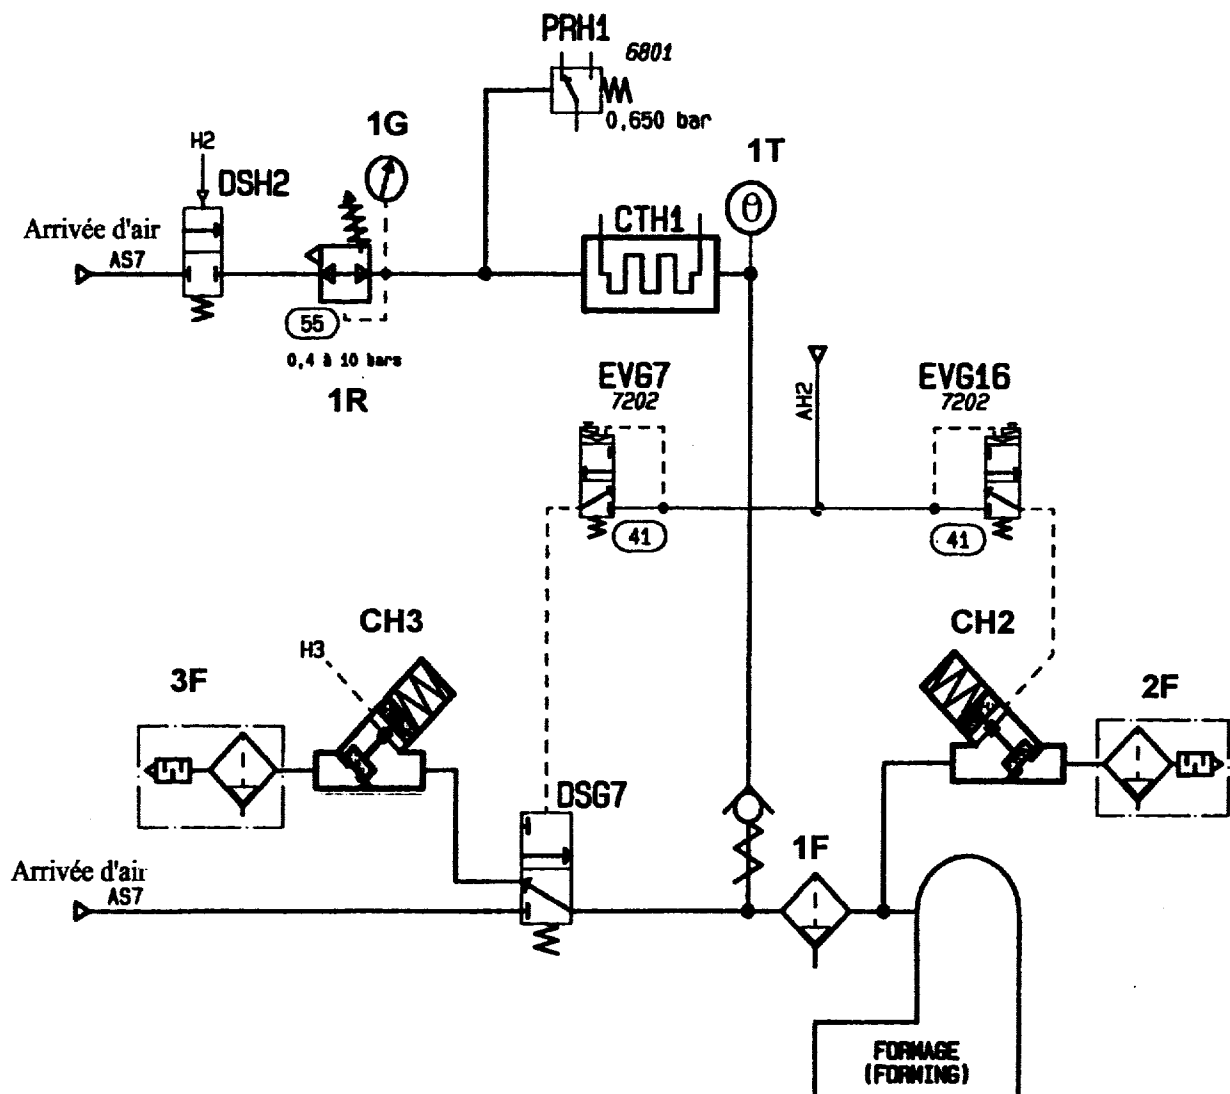 PRH1
6801
0,650 bar
1G
1T
H2
DSH2
CTH1
θ
Arrivée d'air
AS7
55
0,4 à 10 bars
1R
EVG7
7202
AH2
EVG16
7202
41
41
CH3
CH2
H3
3F
2F
DSG7
1F
Arrivée d'air
AS7
FORMAGE
(FORMING)